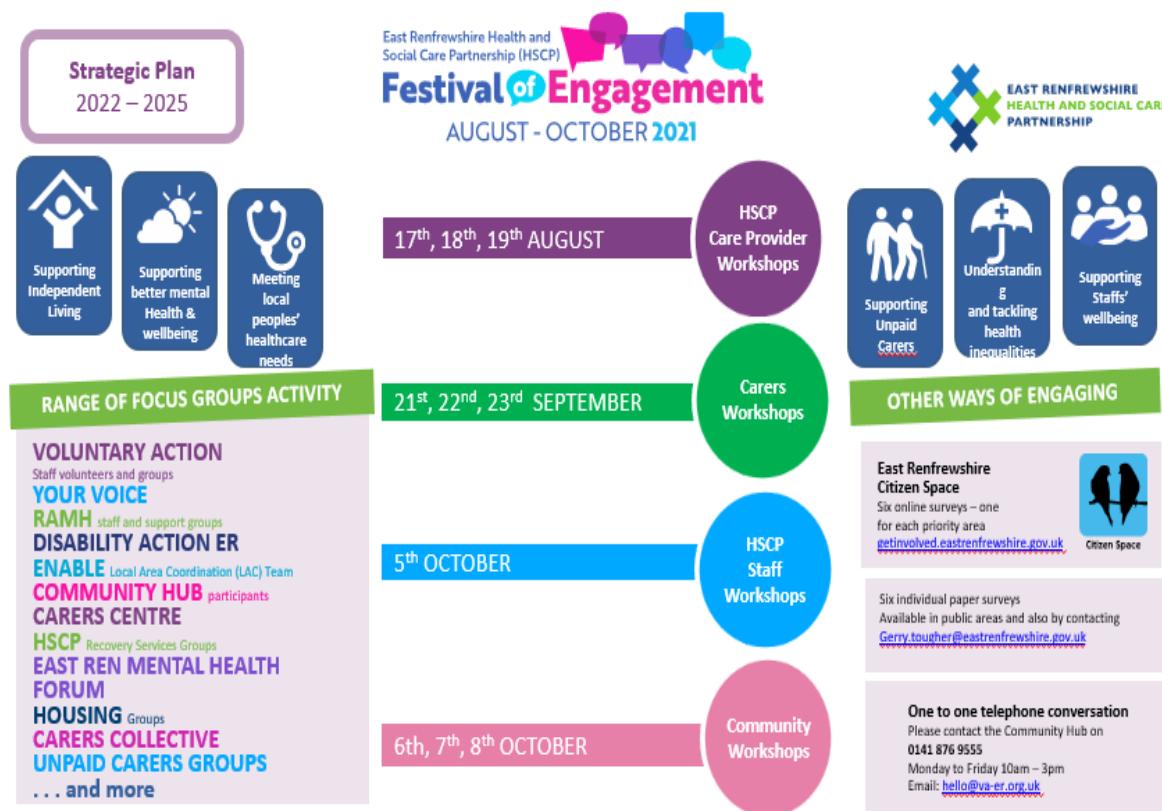 Strategic Plan
2022 – 2025
East Renfrewshire Health and
Social Care Partnership (HSCP)
Festival of Engagement
AUGUST - OCTOBER 2021
EAST RENFREWSHIRE
HEALTH AND SOCIAL CARE
PARTNERSHIP
Supporting
Independent
Living
Supporting
better mental
Health &
wellbeing
Meeting
local
peoples'
healthcare
needs
17th, 18th, 19th AUGUST
HSCP
Care Provider
Workshops
21st, 22nd, 23rd SEPTEMBER
Carers
Workshops
5th OCTOBER
HSCP
Staff
Workshops
6th, 7th, 8th OCTOBER
Community
Workshops
Supporting
Unpaid
Carers
Understandin
g
and tackling
health
inequalities
Supporting
Staffs'
wellbeing
RANGE OF FOCUS GROUPS ACTIVITY
VOLUNTARY ACTION
Staff volunteers and groups
YOUR VOICE
RAMH staff and support groups
DISABILITY ACTION ER
ENABLE Local Area Coordination (LAC) Team
COMMUNITY HUB participants
CARERS CENTRE
HSCP Recovery Services Groups
EAST REN MENTAL HEALTH
FORUM
HOUSING Groups
CARERS COLLECTIVE
UNPAID CARERS GROUPS
. . . and more
OTHER WAYS OF ENGAGING
East Renfrewshire
Citizen Space
Six online surveys – one
for each priority area
getinvolved.eastrenfrewshire.gov.uk
Citizen Space
Six individual paper surveys
Available in public areas and also by contacting
Gerry.tougher@eastrenfrewshire.gov.uk
One to one telephone conversation
Please contact the Community Hub on
0141 876 9555
Monday to Friday 10am – 3pm
Email: hello@va-er.org.uk